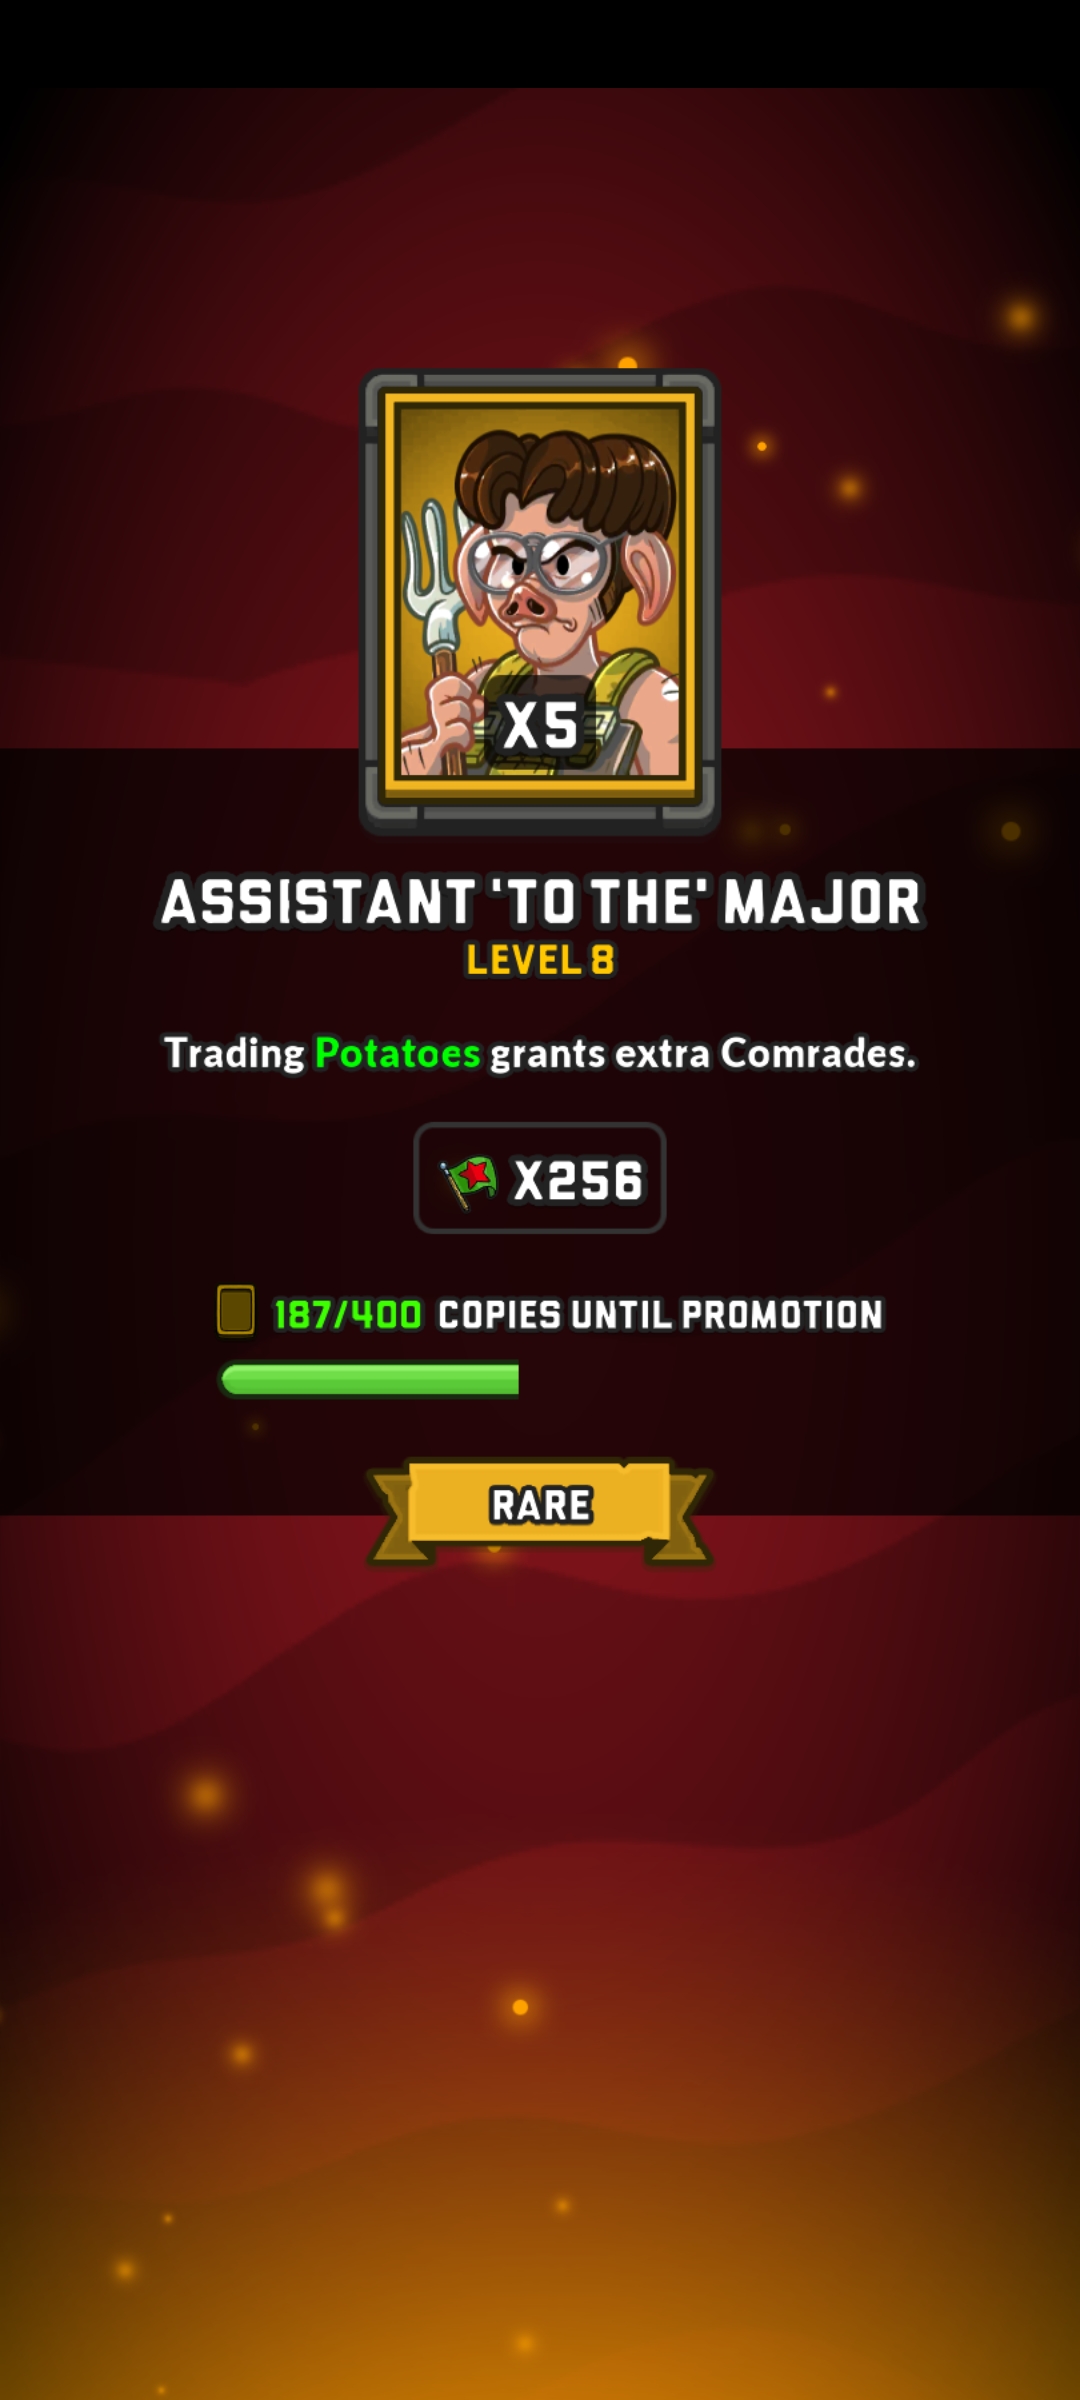 X5
ASSISTANT 'TO THE' MAJOR
LEVEL 8
Trading Potatoes grants extra Comrades.
X256
187/400 COPIES UNTIL PROMOTION
RARE